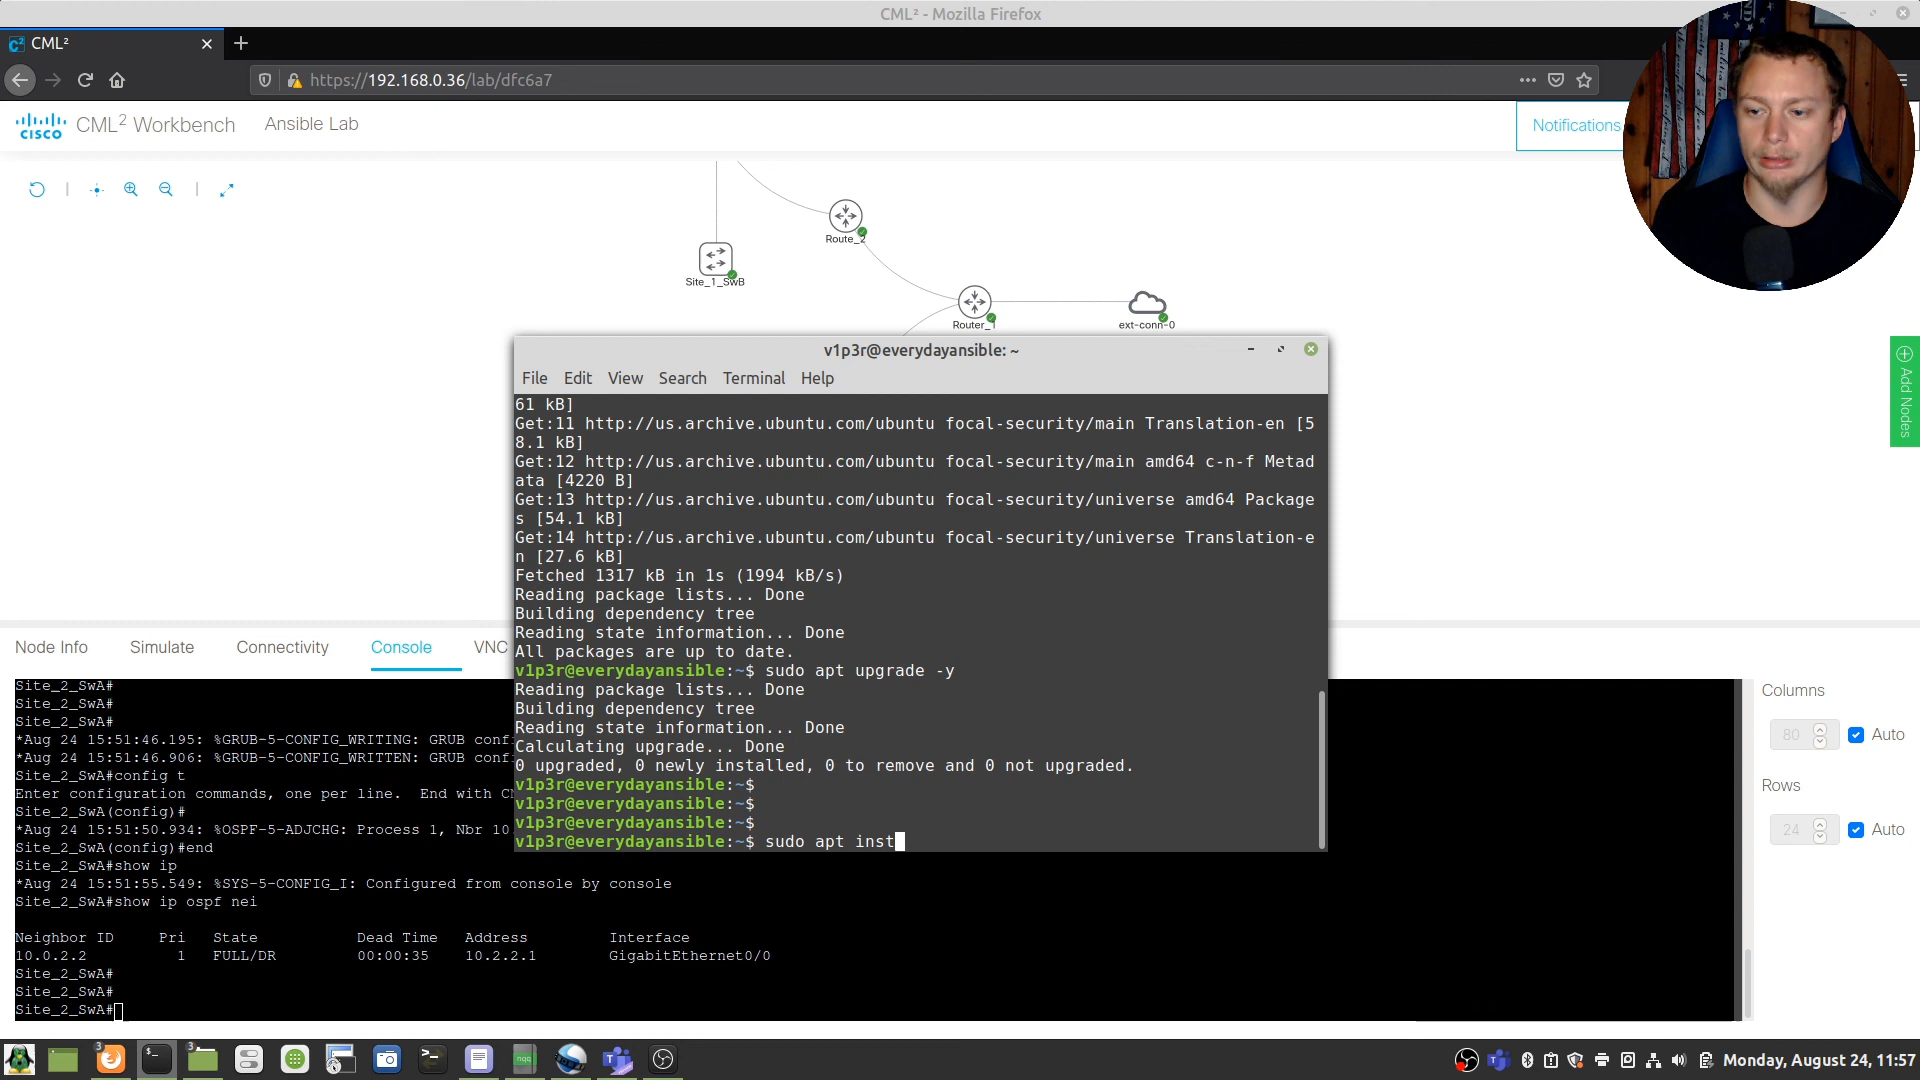 CML² - Mozilla Firefox
CML²
https://192.168.0.36/lab/dfc6a7
CISCO
CML² Workbench
Ansible Lab
Notifications
Route_2
Site_1_SwB
Router_1
ext-conn-0
Add Nodes
v1p3r@everydayansible: ~
File Edit View Search Terminal Help
61 kB]
Get:11 http://us.archive.ubuntu.com/ubuntu focal-security/main Translation-en [5
8.1 kB]
Get:12 http://us.archive.ubuntu.com/ubuntu focal-security/main amd64 c-n-f Metad
ata [4220 B]
Get:13 http://us.archive.ubuntu.com/ubuntu focal-security/universe amd64 Package
s [54.1 kB]
Get:14 http://us.archive.ubuntu.com/ubuntu focal-security/universe Translation-e
n [27.6 kB]
Fetched 1317 kB in 1s (1994 kB/s)
Reading package lists... Done
Building dependency tree
Reading state information... Done
All packages are up to date.
v1p3r@everydayansible:~$ sudo apt upgrade -y
Reading package lists... Done
Building dependency tree
Reading state information... Done
Calculating upgrade... Done
0 upgraded, 0 newly installed, 0 to remove and 0 not upgraded.
v1p3r@everydayansible:~$
v1p3r@everydayansible:~$
v1p3r@everydayansible:~$
v1p3r@everydayansible:~$ sudo apt inst
Node Info Simulate Connectivity Console VNC
Site_2_SwA#
Site_2_SwA#
Site_2_SwA#
*Aug 24 15:51:46.195: %GRUB-5-CONFIG_WRITING: GRUB conf
*Aug 24 15:51:46.906: %GRUB-5-CONFIG_WRITTEN: GRUB conf
Site_2_SwA#config t
Enter configuration commands, one per line. End with CN
Site_2_SwA(config)#
*Aug 24 15:51:50.934: %OSPF-5-ADJCHG: Process 1, Nbr 10
Site_2_SwA(config)#end
Site_2_SwA#show ip
*Aug 24 15:51:55.549: %SYS-5-CONFIG_I: Configured from console by console
Site_2_SwA#show ip ospf nei
Neighbor ID Pri State Dead Time Address Interface
10.0.2.2 1 FULL/DR 00:00:35 10.2.2.1 GigabitEthernet0/0
Site_2_SwA#
Site_2_SwA#
Site_2_SwA#
Columns
80 Auto
Rows
24 Auto
3 3
Monday, August 24, 11:57